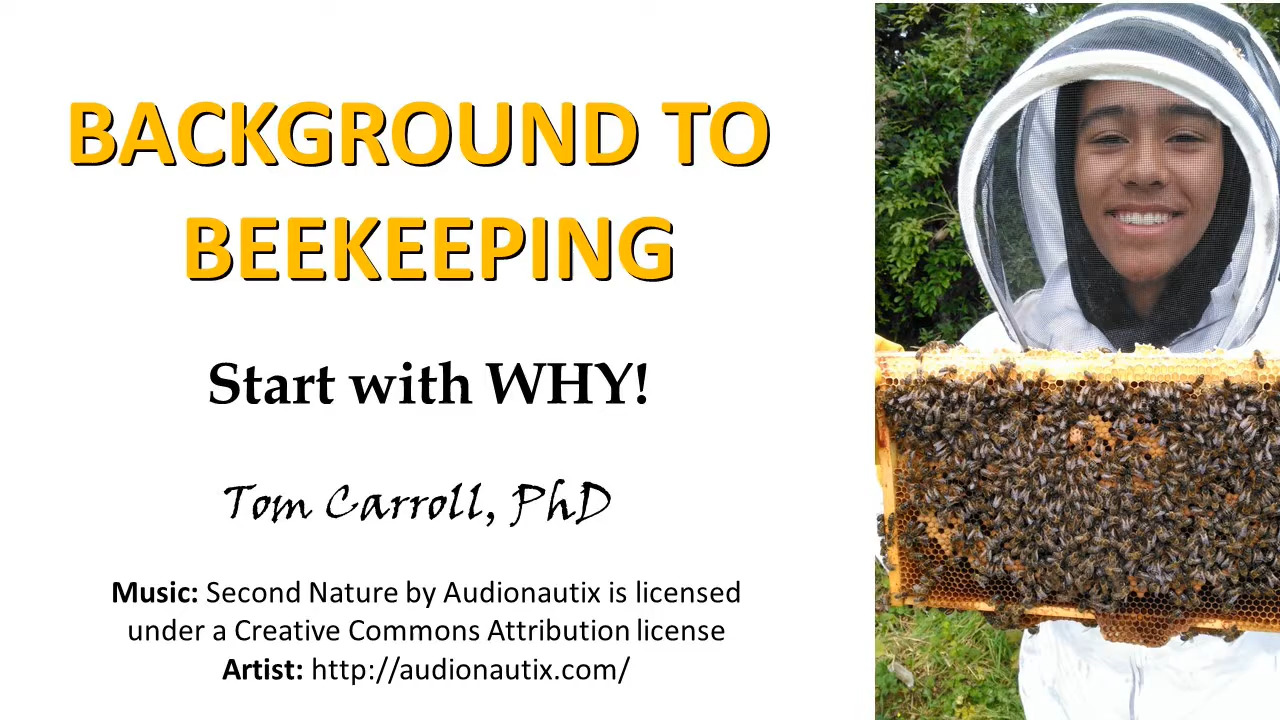 BACKGROUND TO
BEEKEEPING
Start with WHY!
Tom Carroll, PhD
Music: Second Nature by Audionautix is licensed
under a Creative Commons Attribution license
Artist: http://audionautix.com/